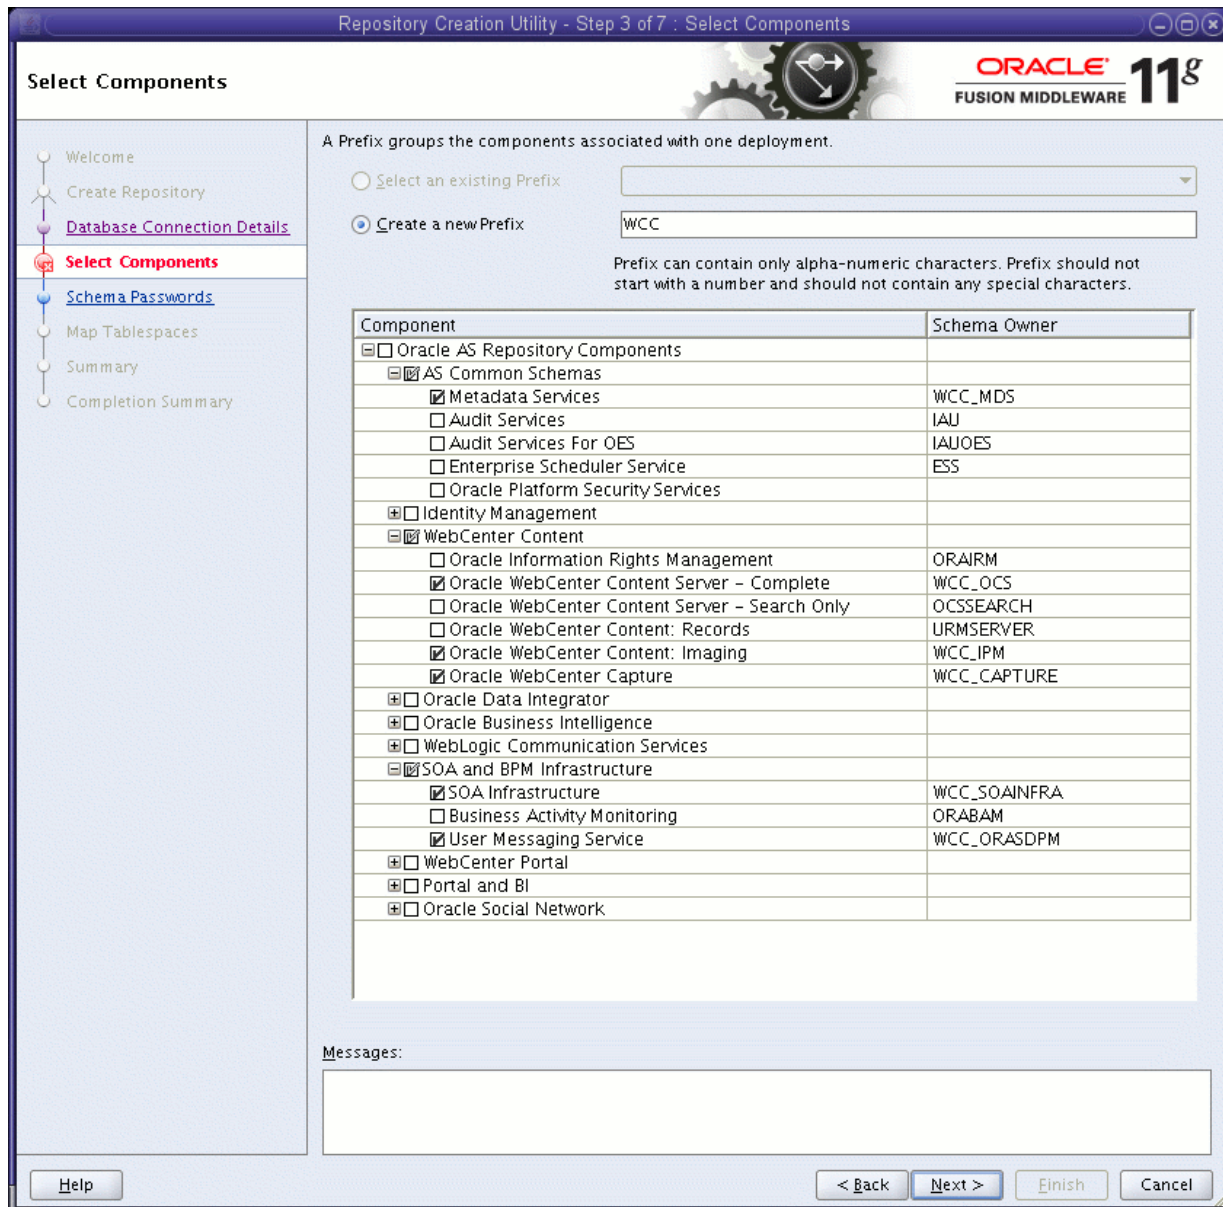 Repository Creation Utility - Step 3 of 7 : Select Components
Select Components
ORACLE
FUSION MIDDLEWARE
11g
Welcome
Create Repository
Database Connection Details
Select Components
Schema Passwords
Map Tablespaces
Summary
Completion Summary
A Prefix groups the components associated with one deployment.
Select an existing Prefix
Create a new Prefix WCC
Prefix can contain only alpha-numeric characters. Prefix should not
start with a number and should not contain any special characters.
Component Schema Owner
Oracle AS Repository Components
AS Common Schemas
Metadata Services WCC_MDS
Audit Services IAU
Audit Services For OES IAUOES
Enterprise Scheduler Service ESS
Oracle Platform Security Services
Identity Management
WebCenter Content
Oracle Information Rights Management ORAIRM
Oracle WebCenter Content Server - Complete WCC_OCS
Oracle WebCenter Content Server - Search Only OCSSEARCH
Oracle WebCenter Content: Records URMSERVER
Oracle WebCenter Content: Imaging WCC_IPM
Oracle WebCenter Capture WCC_CAPTURE
Oracle Data Integrator
Oracle Business Intelligence
WebLogic Communication Services
SOA and BPM Infrastructure
SOA Infrastructure WCC_SOAINFRA
Business Activity Monitoring ORABAM
User Messaging Service WCC_ORASDPM
WebCenter Portal
Portal and BI
Oracle Social Network
Messages:
Help < Back Next > Finish Cancel